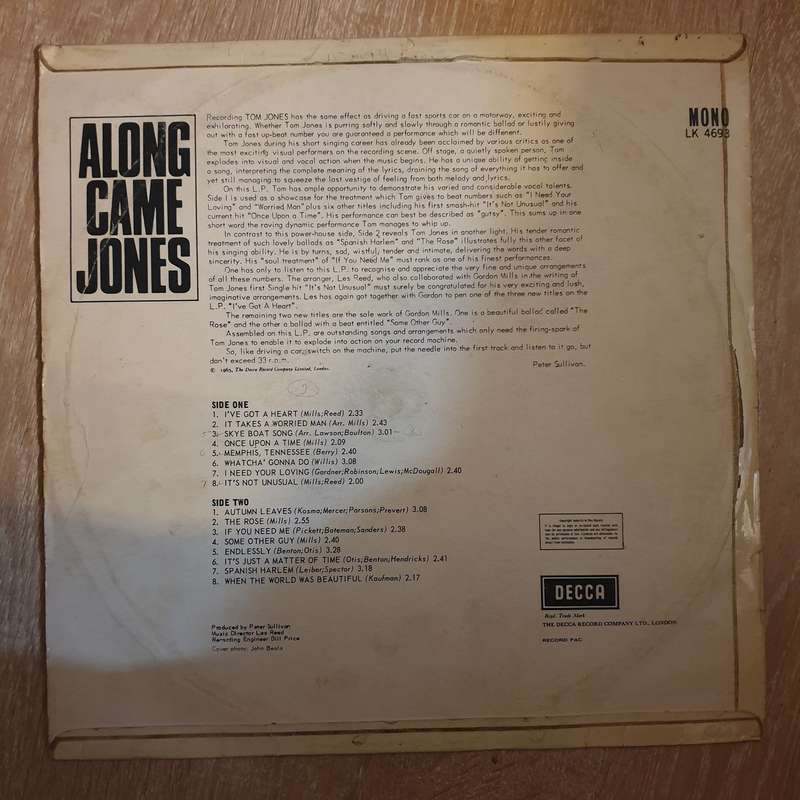 ALONG
CAME
JONES
MONO
LK 4693
Recording TOM JONES has the same effect as driving a fast sports car on a motorway, exciting and
exhilarating. Whether Tom Jones is purring softly and slowly through a romantic ballad or lustily giving
out with a fast up-beat number you are guaranteed a performance which will be different.
Tom Jones during his short singing career has already been acclaimed by various critics as one of
the most exciting visual performers on the recording scene. Off stage, a quietly spoken person, Tom
explodes into visual and vocal action when the music begins. He has a unique ability of getting inside
a song, interpreting the complete meaning of the lyrics, draining the song of everything it has to offer and
yet still managing to squeeze the last vestige of feeling from both melody and lyrics.
On this L.P. Tom has ample opportunity to demonstrate his varied and considerable vocal talents.
Side I is used as a showcase for the treatment which Tom gives to beat numbers such as "I Need Your
Loving" and "Worried Man" plus six other titles including his first smash-hit "It's Not Unusual" and his
current hit "Once Upon a Time". His performance can best be described as "gutsy". This sums up in one
short word the raving dynamic performance Tom manages to whip up.
In contrast to this power-house side, Side 2 reveals Tom Jones in another light. His tender romantic
treatment of such lovely ballads as "Spanish Harlem" and "The Rose" illustrates fully this other facet of
his singing ability. He is by turns, sad, wistful, tender and intimate, delivering the words with a deep
sincerity. His "soul treatment" of "If You Need Me" must rank as one of his finest performances.
One has only to listen to this L.P. to recognise and appreciate the very fine and unique arrangements
of all these numbers. The arranger, Les Reed, who also collaborated with Gordon Mills in the writing of
Tom Jones first Single hit "It's Not Unusual" must surely be congratulated for his very exciting and lush,
imaginative arrangements. Les has again got together with Gordon to pen one of the three new titles on the
L.P. "I've Got A Heart".
The remaining two new titles are the sole work of Gordon Mills. One is a beautiful ballad called "The
Rose" and the other a ballad with a beat entitled "Some Other Guy".
Assembled on this L.P. are outstanding songs and arrangements which only need the firing-spark of
Tom Jones to enable it to explode into action on your record machine.
So, like driving a car, switch on the machine, put the needle into the first track and listen to it go, but
don't exceed 33 r.p.m.
Peter Sullivan.
© 1965, The Decca Record Company Limited, London.
SIDE ONE
1. I'VE GOT A HEART (Mills;Reed) 2.33
2. IT TAKES A WORRIED MAN (Arr. Mills) 2.43
3. SKYE BOAT SONG (Arr. Lawson;Boulton) 3.01
4. ONCE UPON A TIME (Mills) 2.09
5. MEMPHIS, TENNESSEE (Berry) 2.40
6. WHATCHA' GONNA DO (Willis) 3.08
7. I NEED YOUR LOVING (Gardner;Robinson;Lewis;McDougall) 2.40
8. IT'S NOT UNUSUAL (Mills;Reed) 2.00
SIDE TWO
1. AUTUMN LEAVES (Kosma;Mercer;Parsons;Prevert) 3.08
2. THE ROSE (Mills) 2.55
3. IF YOU NEED ME (Pickett;Bateman;Sanders) 2.38
4. SOME OTHER GUY (Mills) 2.40
5. ENDLESSLY (Benton;Otis) 3.28
6. IT'S JUST A MATTER OF TIME (Otis;Benton;Hendricks) 2.41
7. SPANISH HARLEM (Leiber;Spector) 3.18
8. WHEN THE WORLD WAS BEAUTIFUL (Kaufman) 2.17
Produced by Peter Sullivan
Music Director Les Reed
Recording Engineer Bill Price
Cover photo: John Beale
DECCA
Regd. Trade Mark
THE DECCA RECORD COMPANY LTD., LONDON
RECORD PAC